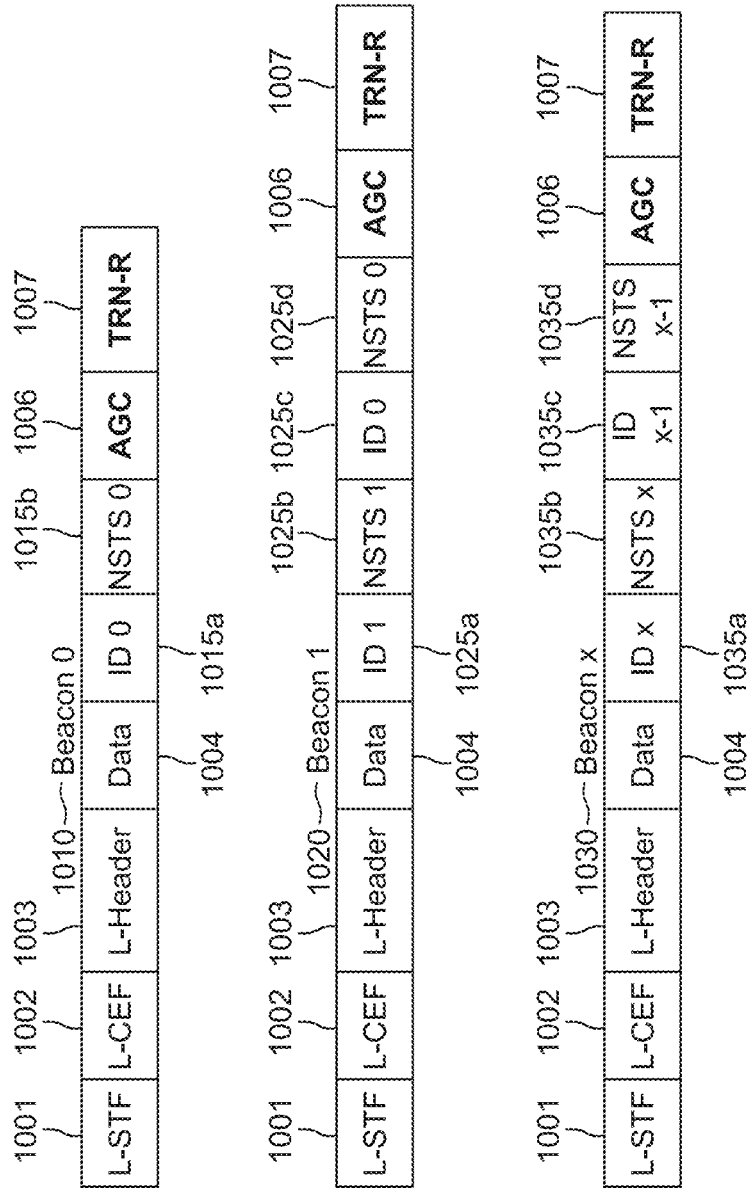 1001 1002 1003 1010 Beacon 0 1015b 1006 1007
L-STF L-CEF L-Header Data ID 0 NSTS 0 AGC TRN-R
1004 1015a
1001 1002 1003 1020 Beacon 1 1025b 1025c 1025d 1006 1007
L-STF L-CEF L-Header Data ID 1 NSTS 1 ID 0 NSTS 0 AGC TRN-R
1004 1025a
1001 1002 1003 1030 Beacon x 1035b 1035c 1035d 1006 1007
L-STF L-CEF L-Header Data ID x NSTS x ID x-1 NSTS x-1 AGC TRN-R
1004 1035a